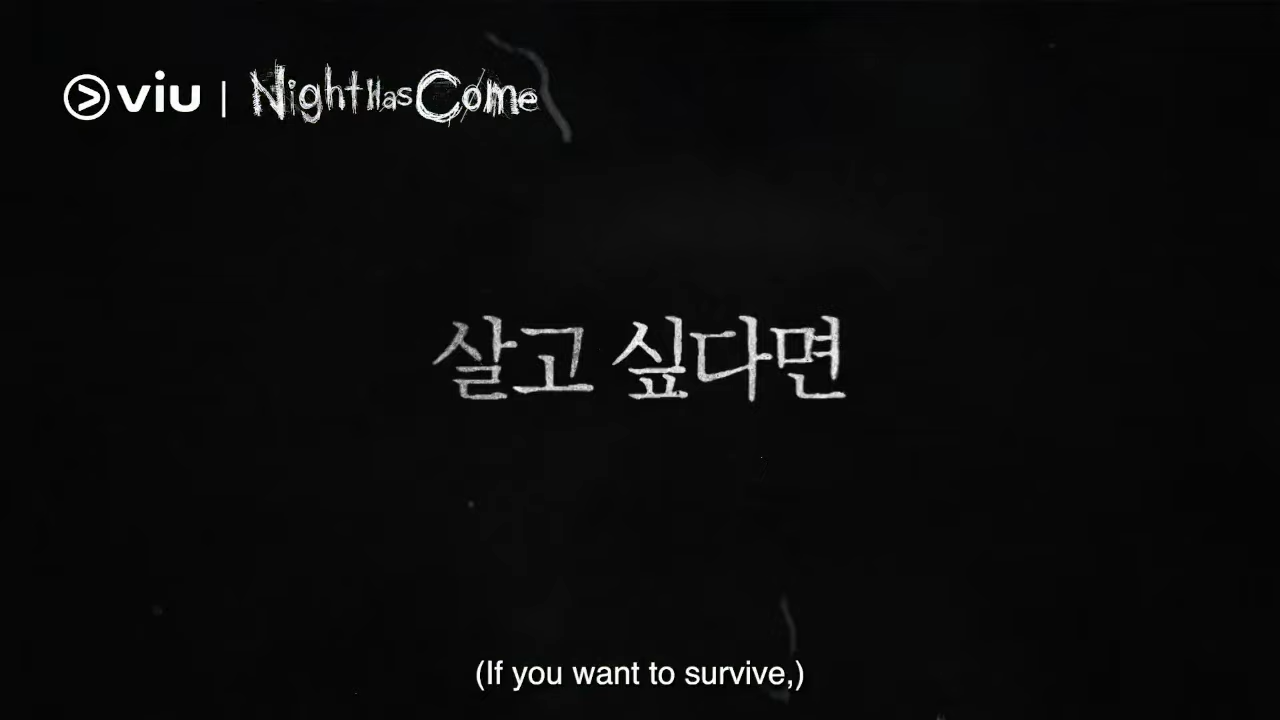 viu | Night Has Come
살고 싶다면
(If you want to survive,)